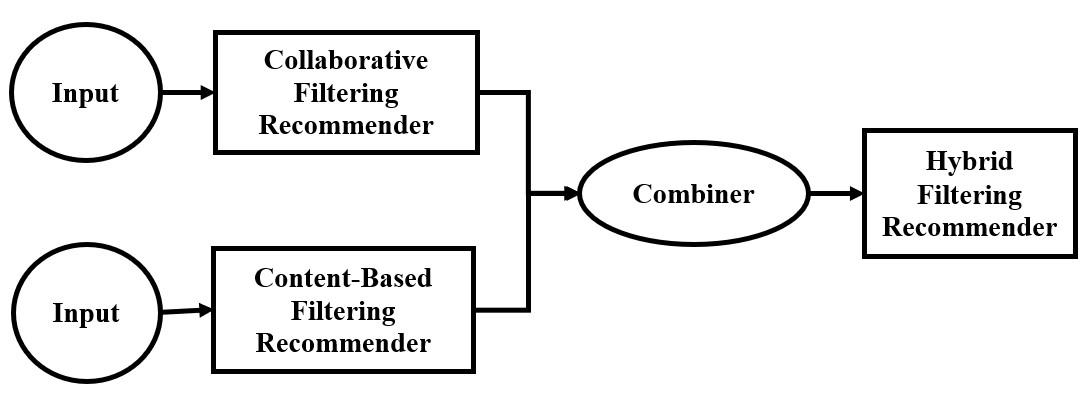 Input
Collaborative
Filtering
Recommender
Input
Content-Based
Filtering
Recommender
Combiner
Hybrid
Filtering
Recommender